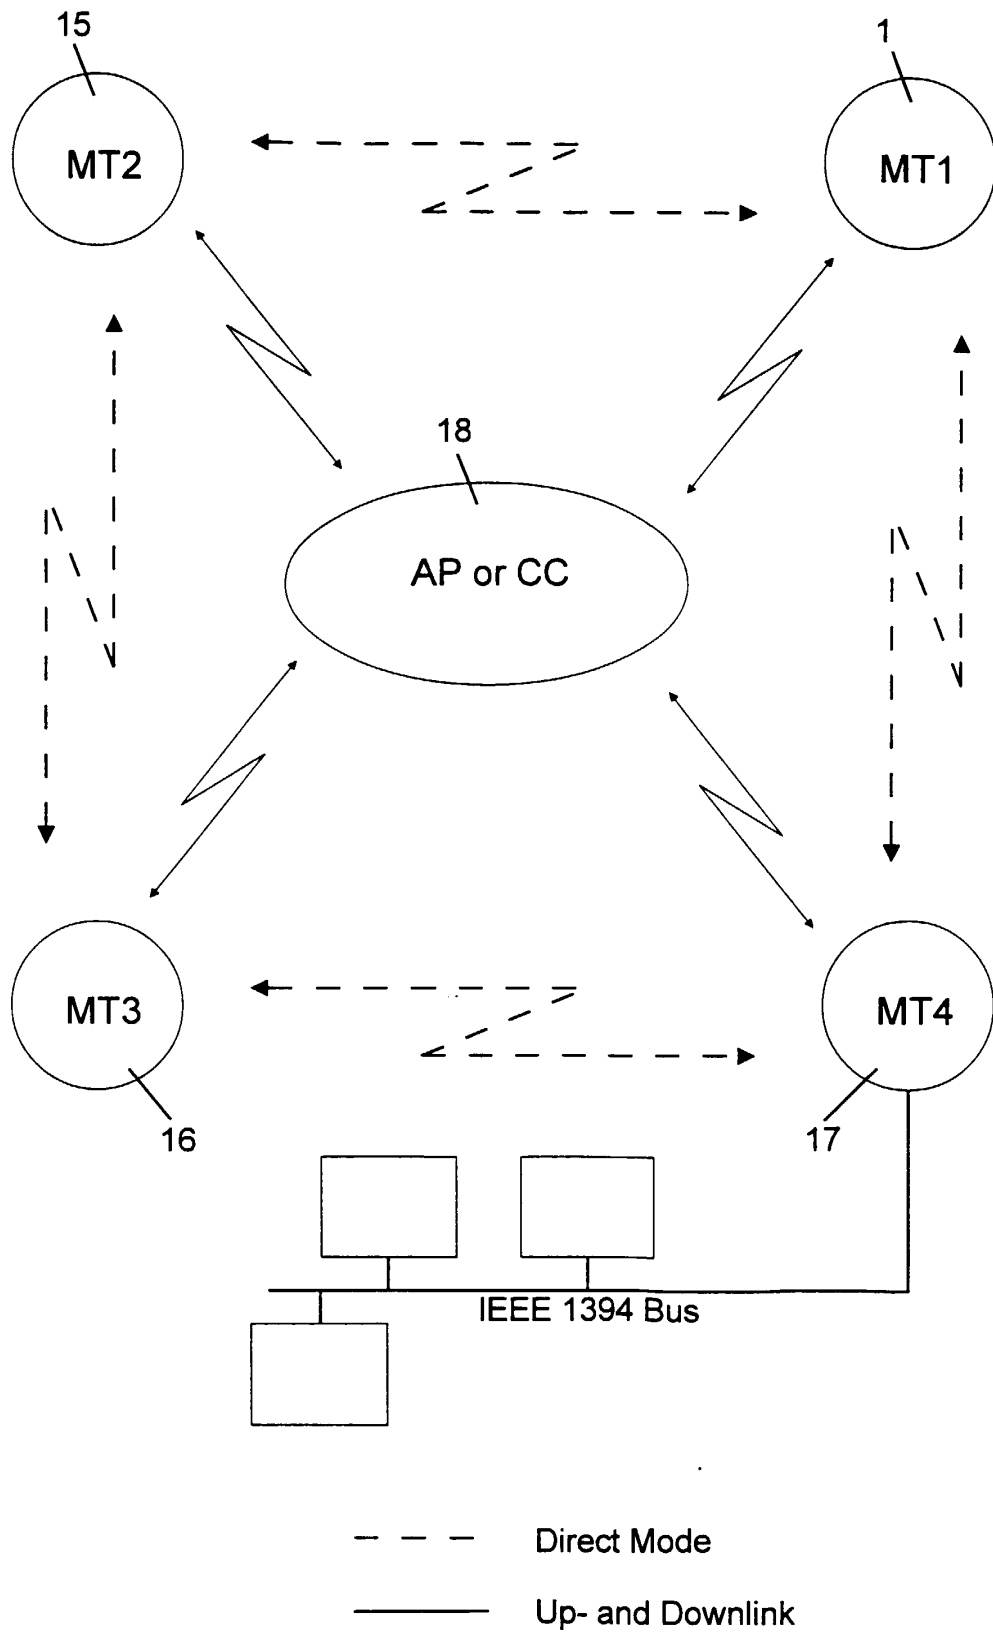 15
1
MT2
MT1
18
AP or CC
MT3
MT4
16
17
IEEE 1394 Bus
Direct Mode
Up- and Downlink